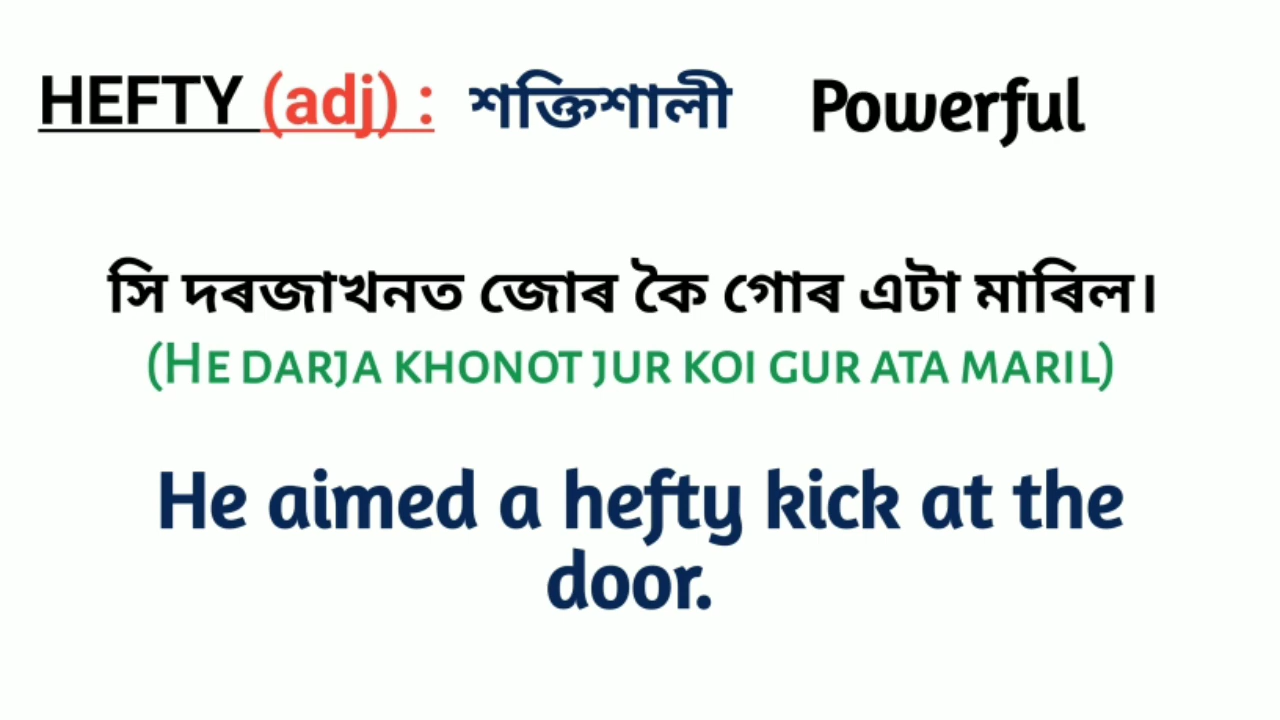 HEFTY (adj) : শক্তিশালী Powerful
সি দৰজাখনত জোৰ কৈ গোৰ এটা মাৰিল।
(HE DARJA KHONOT JUR KOI GUR ATA MARIL)
He aimed a hefty kick at the
door.